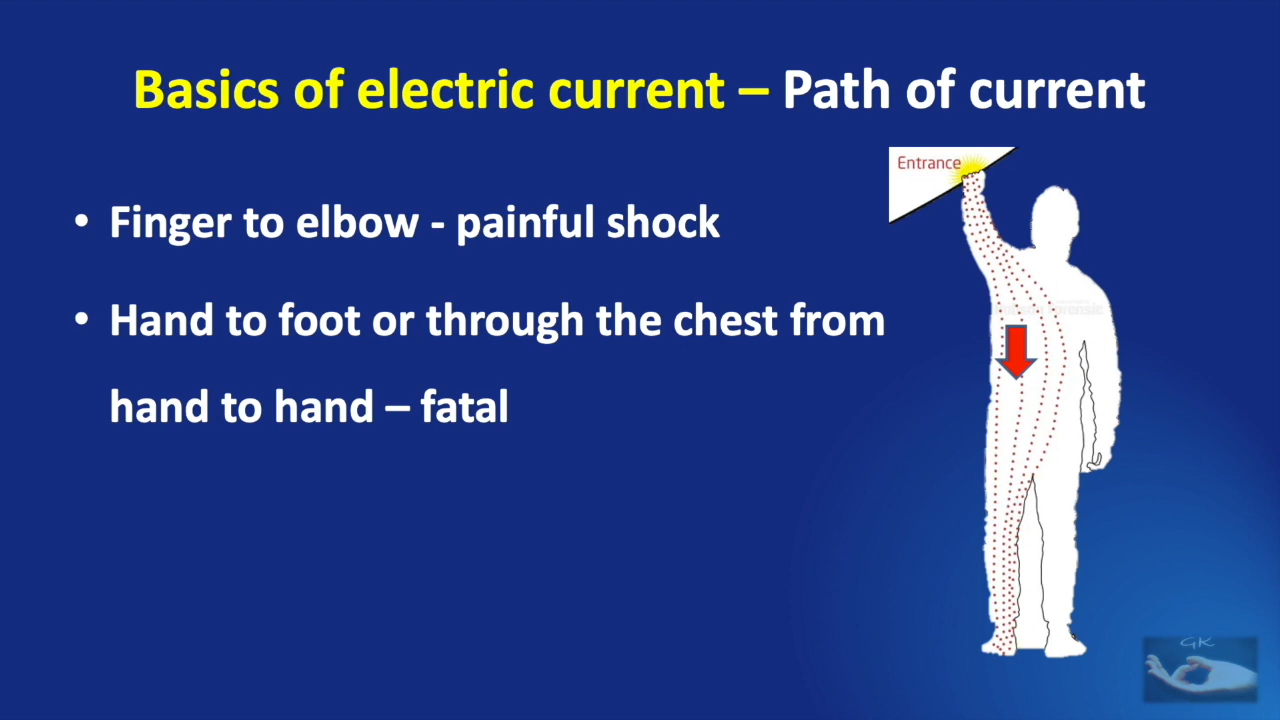 Basics of electric current – Path of current
Entrance
• Finger to elbow - painful shock
• Hand to foot or through the chest from
hand to hand – fatal
GK